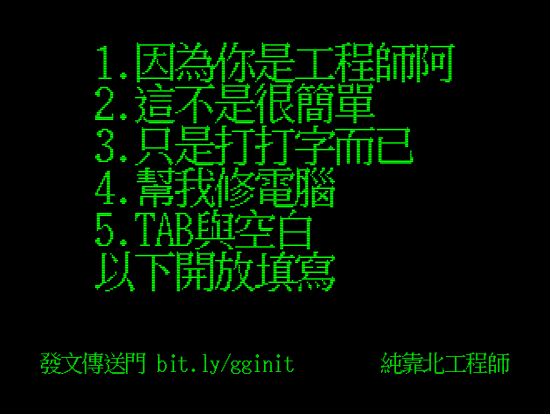 1.因為你是工程師阿
2.這不是很簡單
3.只是打打字而已
4.幫我修電腦
5.TAB與空白
以下開放填寫
發文傳送門 bit.ly/gginit 純靠北工程師